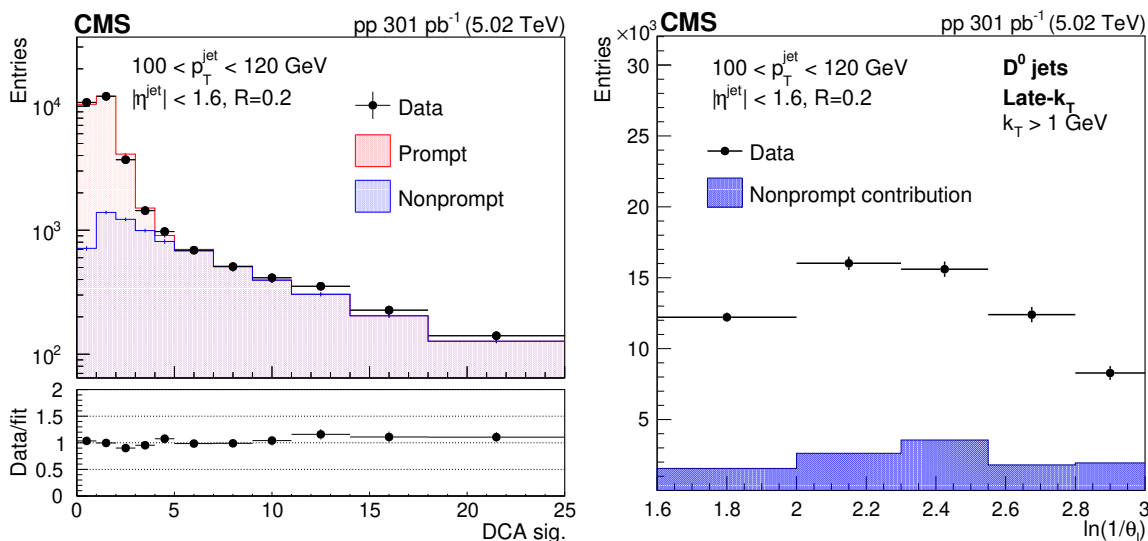 CMS pp 301 pb⁻¹ (5.02 TeV)
Entries
10⁴
10³
10²
100 < p_T^jet < 120 GeV
|η^jet| < 1.6, R=0.2
Data
Prompt
Nonprompt
Data/fit
2
1.5
1
0.5
0
0 5 10 15 20 25
DCA sig.
CMS pp 301 pb⁻¹ (5.02 TeV)
Entries
×10³
30
25
20
15
10
5
100 < p_T^jet < 120 GeV
|η^jet| < 1.6, R=0.2
D⁰ jets
Late-k_T
k_T > 1 GeV
Data
Nonprompt contribution
1.6 1.8 2 2.2 2.4 2.6 2.8 3
ln(1/θ_l)